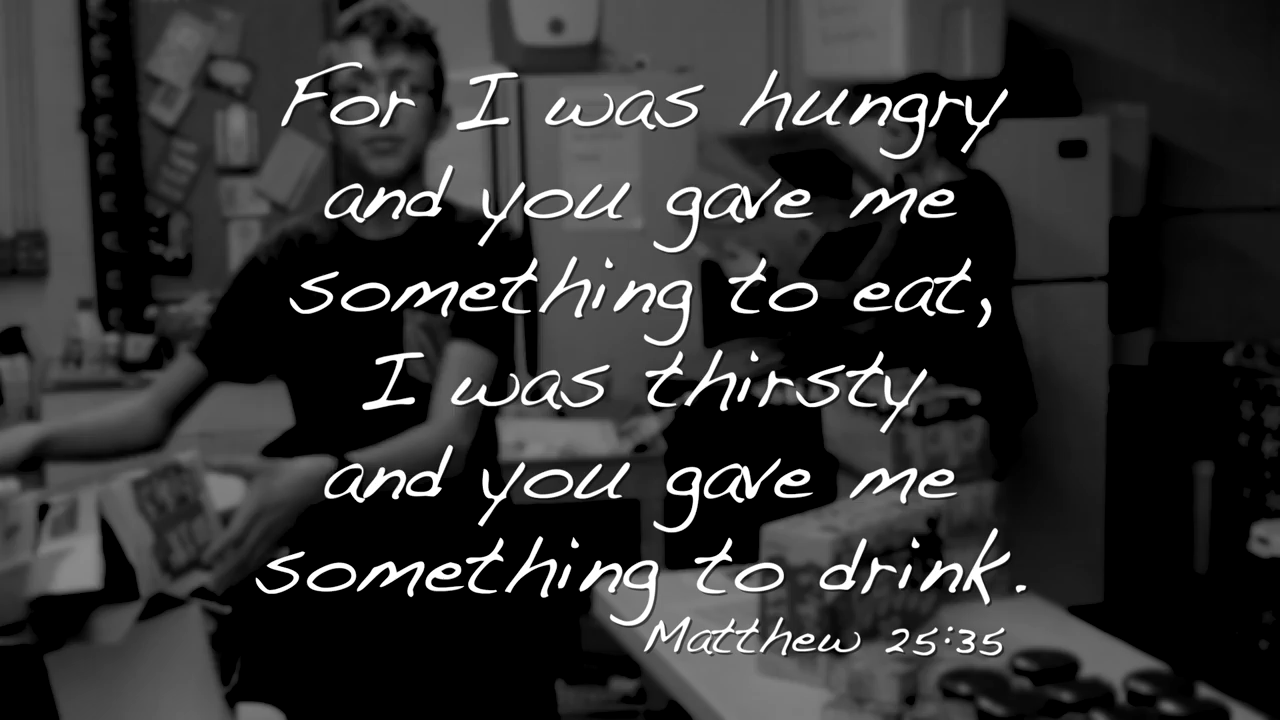 For I was hungry
and you gave me
something to eat,
I was thirsty
and you gave me
something to drink.
Matthew 25:35